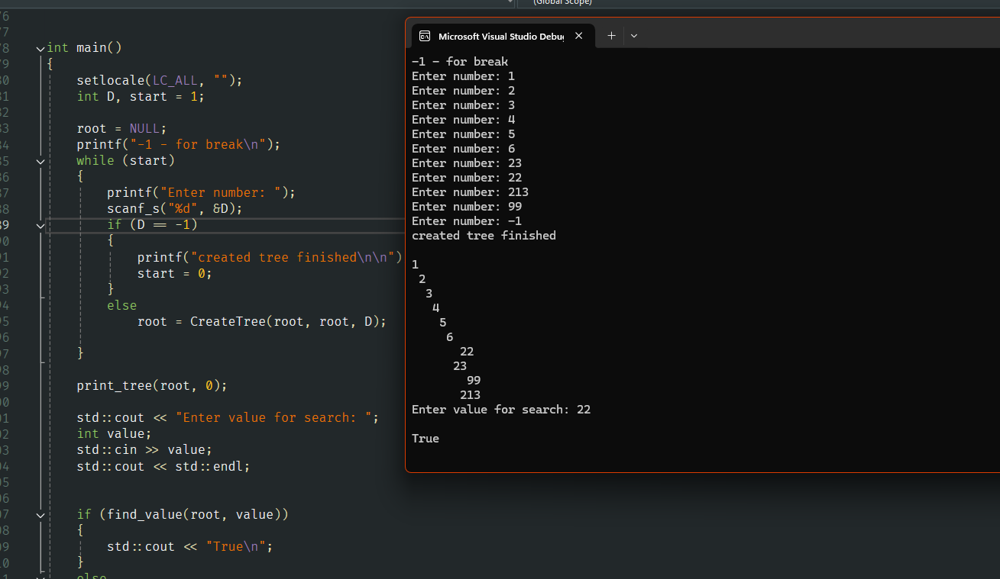 (Global Scope)
int main()
{
setlocale(LC_ALL, "");
int D, start = 1;
root = NULL;
printf("-1 - for break\n");
while (start)
{
printf("Enter number: ");
scanf_s("%d", &D);
if (D == -1)
{
printf("created tree finished\n\n")
start = 0;
}
else
root = CreateTree(root, root, D);
}
print_tree(root, 0);
std::cout << "Enter value for search: ";
int value;
std::cin >> value;
std::cout << std::endl;
if (find_value(root, value))
{
std::cout << "True\n";
}
else
Microsoft Visual Studio Debu
-1 - for break
Enter number: 1
Enter number: 2
Enter number: 3
Enter number: 4
Enter number: 5
Enter number: 6
Enter number: 23
Enter number: 22
Enter number: 213
Enter number: 99
Enter number: -1
created tree finished
1
2
3
4
5
6
22
23
99
213
Enter value for search: 22
True